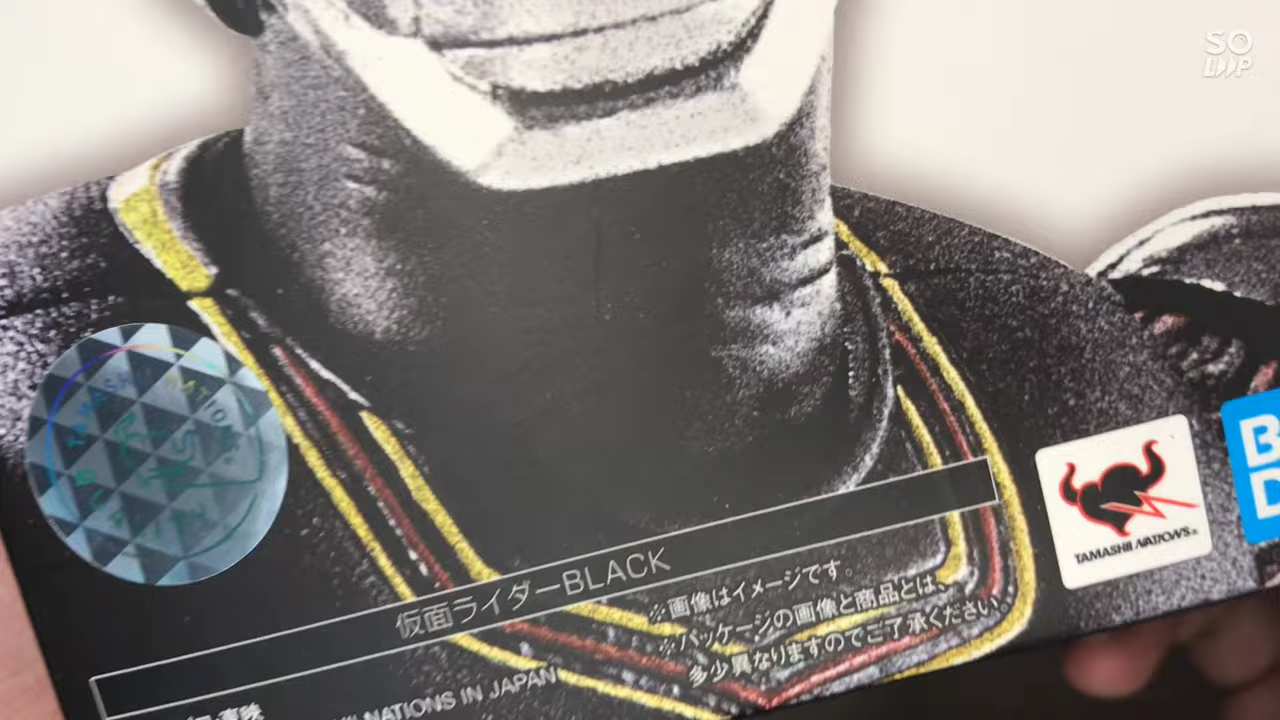 SO
LOOP
仮面ライダーBLACK
※画像はイメージです。
※パッケージの画像と商品とは、
多少異なりますのでご了承ください。
NATIONS IN JAPAN
TAMASHII NATIONS
B
D